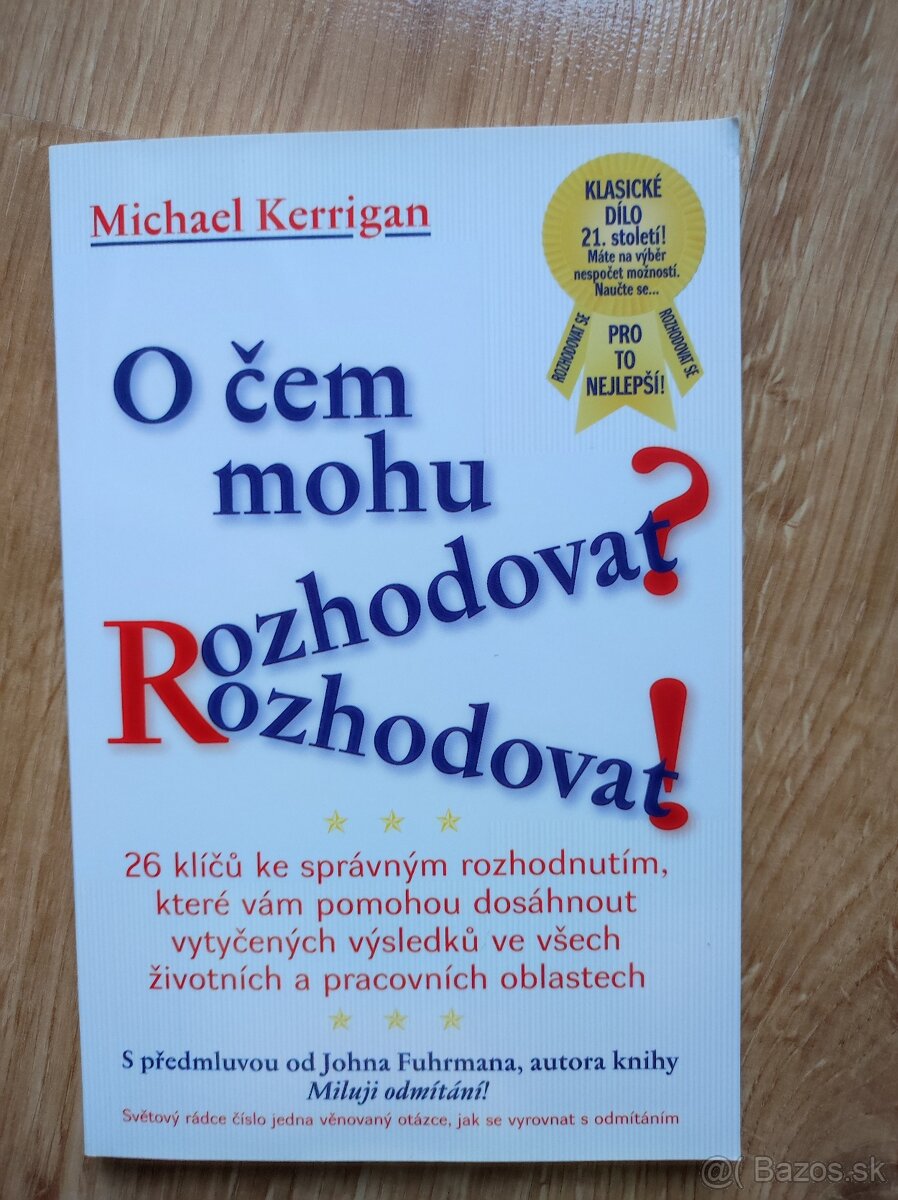 Michael Kerrigan
KLASICKÉ
DÍLO
21. století!
Máte na výběr
nespočet možností.
Naučte se...
ROZHODOVAT SE
PRO
TO
NEJLEPŠÍ!
ROZHODOVAT SE
O čem
mohu
Rozhodovat?
Rozhodovat!
26 klíčů ke správným rozhodnutím,
které vám pomohou dosáhnout
vytyčených výsledků ve všech
životních a pracovních oblastech
S předmluvou od Johna Fuhrmana, autora knihy
Miluji odmítání!
Světový rádce číslo jedna věnovaný otázce, jak se vyrovnat s odmítáním
@( Bazos.sk